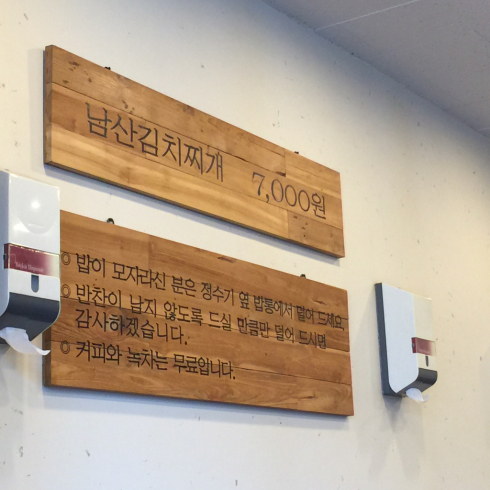 남산김치찌개 7,000원
◎ 밥이 모자라신 분은 정수기 옆 밥통에서 덜어 드세요.
◎ 반찬이 남지 않도록 드실 만큼만 덜어 드시면
감사하겠습니다.
◎ 커피와 녹차는 무료입니다.